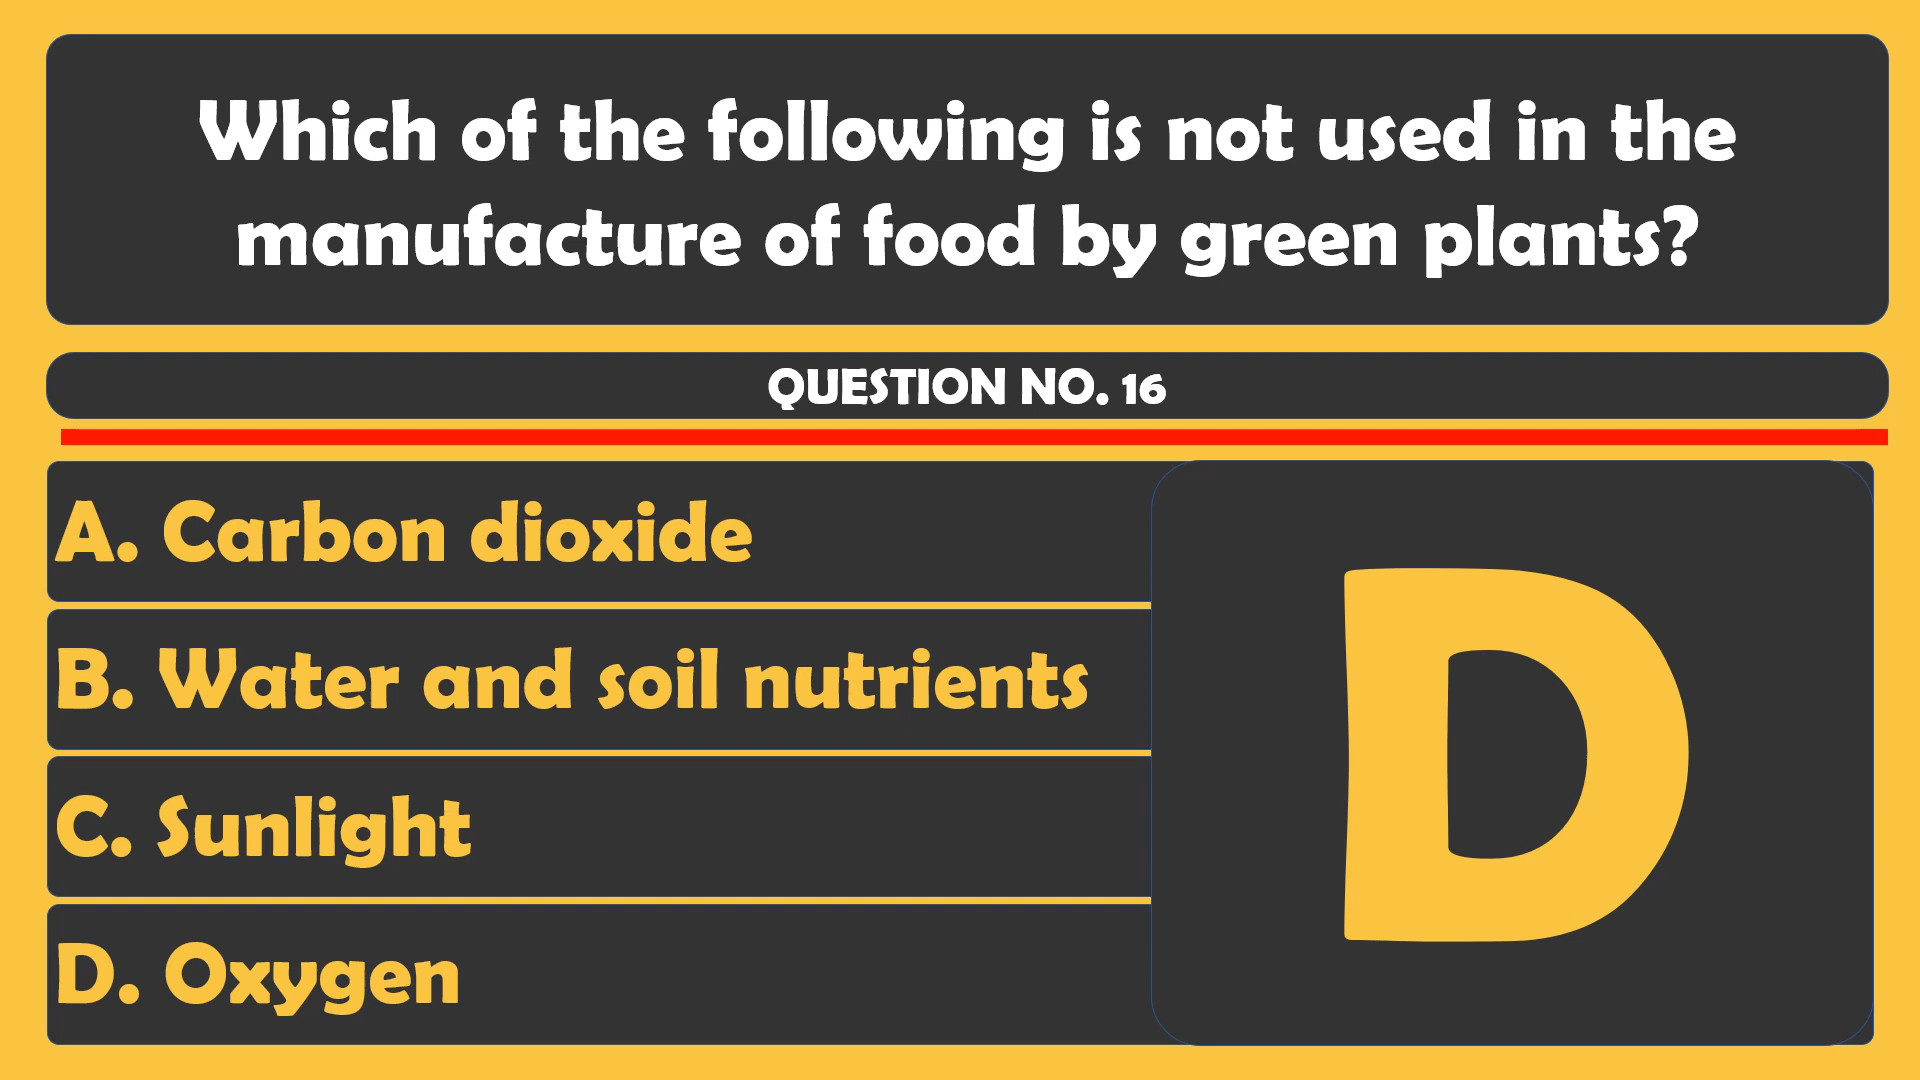 Which of the following is not used in the
manufacture of food by green plants?
QUESTION NO. 16
A. Carbon dioxide
B. Water and soil nutrients
C. Sunlight
D. Oxygen
D